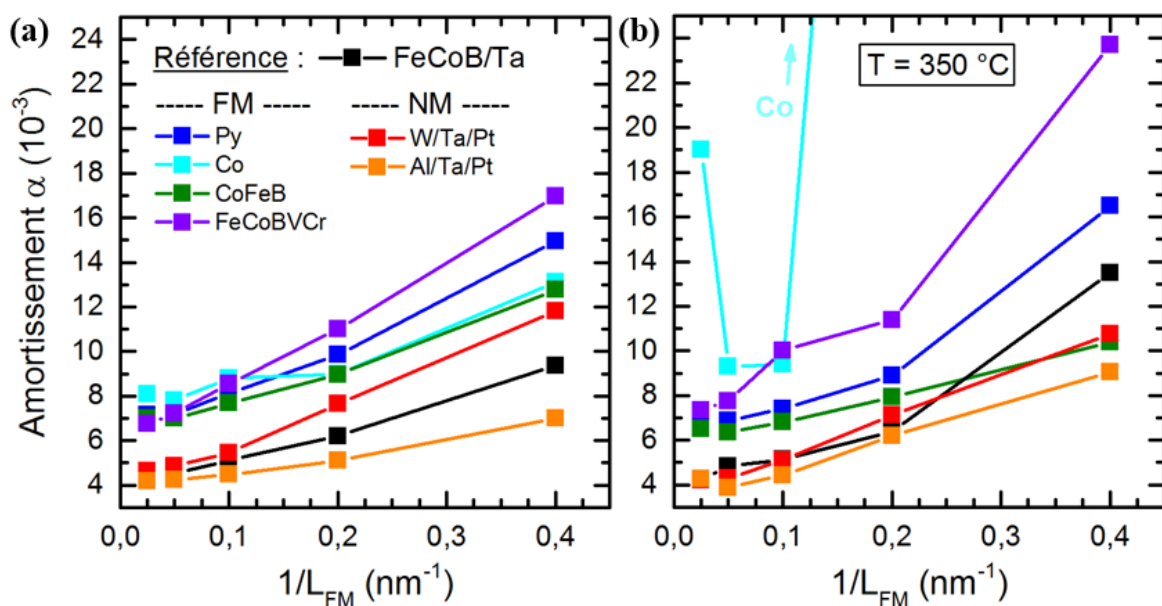 (a)
24
22
20
18
16
14
12
10
8
6
4
Amortissement α (10⁻³)
Référence : FeCoB/Ta
------ FM ------ ------ NM ------
Py W/Ta/Pt
Co Al/Ta/Pt
CoFeB
FeCoBVCr
0,0 0,1 0,2 0,3 0,4
1/L_FM (nm⁻¹)
(b)
24
22
20
18
16
14
12
10
8
6
4
T = 350 °C
Co
0,0 0,1 0,2 0,3 0,4
1/L_FM (nm⁻¹)